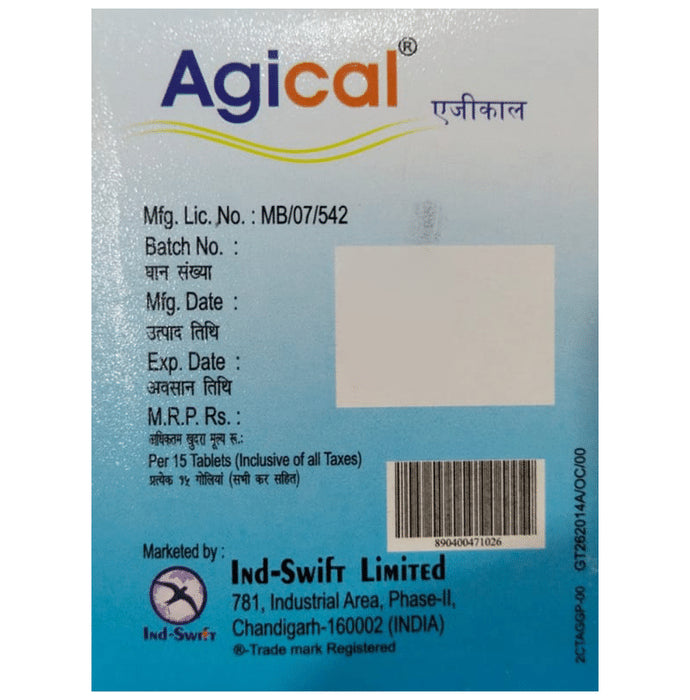 Agical®
एजीकाल
Mfg. Lic. No. : MB/07/542
Batch No. :
घान संख्या
Mfg. Date :
उत्पाद तिथि
Exp. Date :
अवसान तिथि
M.R.P. Rs. :
अधिकतम खुदरा मूल्य रू.:
Per 15 Tablets (Inclusive of all Taxes)
प्रत्येक १५ गोलियां (सभी कर सहित)
890400471026
Marketed by :
Ind-Swift Limited
781, Industrial Area, Phase-II,
Chandigarh-160002 (INDIA)
®-Trade mark Registered
Ind-Swift
2CTAGGP-00 GT262014A/OC/00